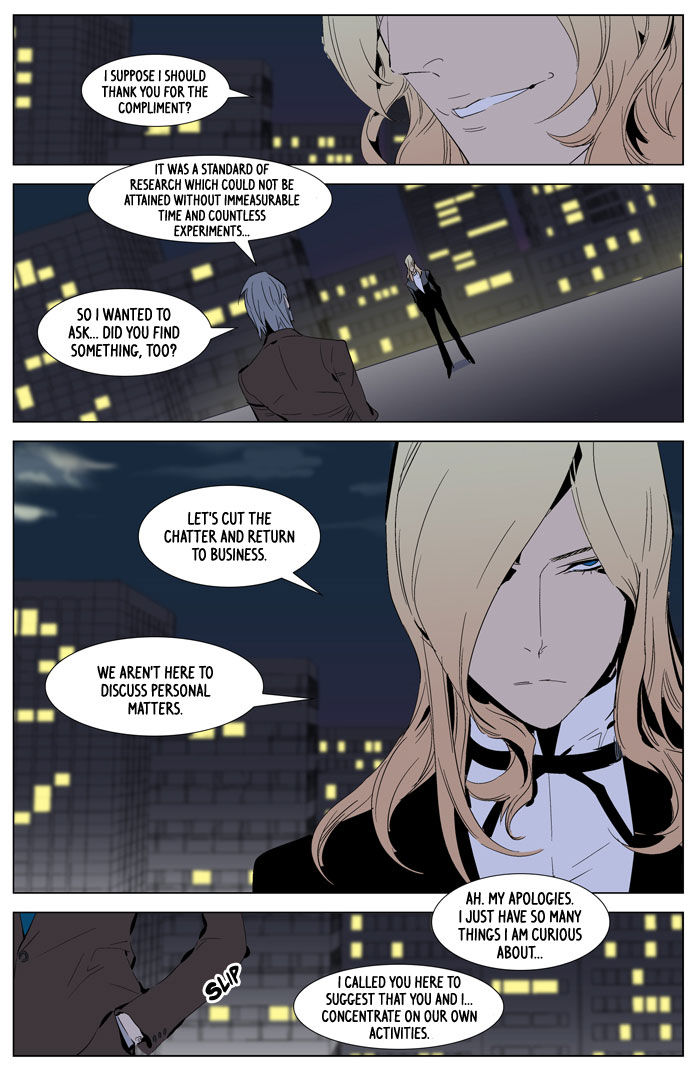 I SUPPOSE I SHOULD
THANK YOU FOR THE
COMPLIMENT?
IT WAS A STANDARD OF
RESEARCH WHICH COULD NOT BE
ATTAINED WITHOUT IMMEASURABLE
TIME AND COUNTLESS
EXPERIMENTS...
SO I WANTED TO
ASK... DID YOU FIND
SOMETHING, TOO?
LET'S CUT THE
CHATTER AND RETURN
TO BUSINESS.
WE AREN'T HERE TO
DISCUSS PERSONAL
MATTERS.
AH. MY APOLOGIES.
I JUST HAVE SO MANY
THINGS I AM CURIOUS
ABOUT...
SLIP
I CALLED YOU HERE TO
SUGGEST THAT YOU AND I...
CONCENTRATE ON OUR OWN
ACTIVITIES.